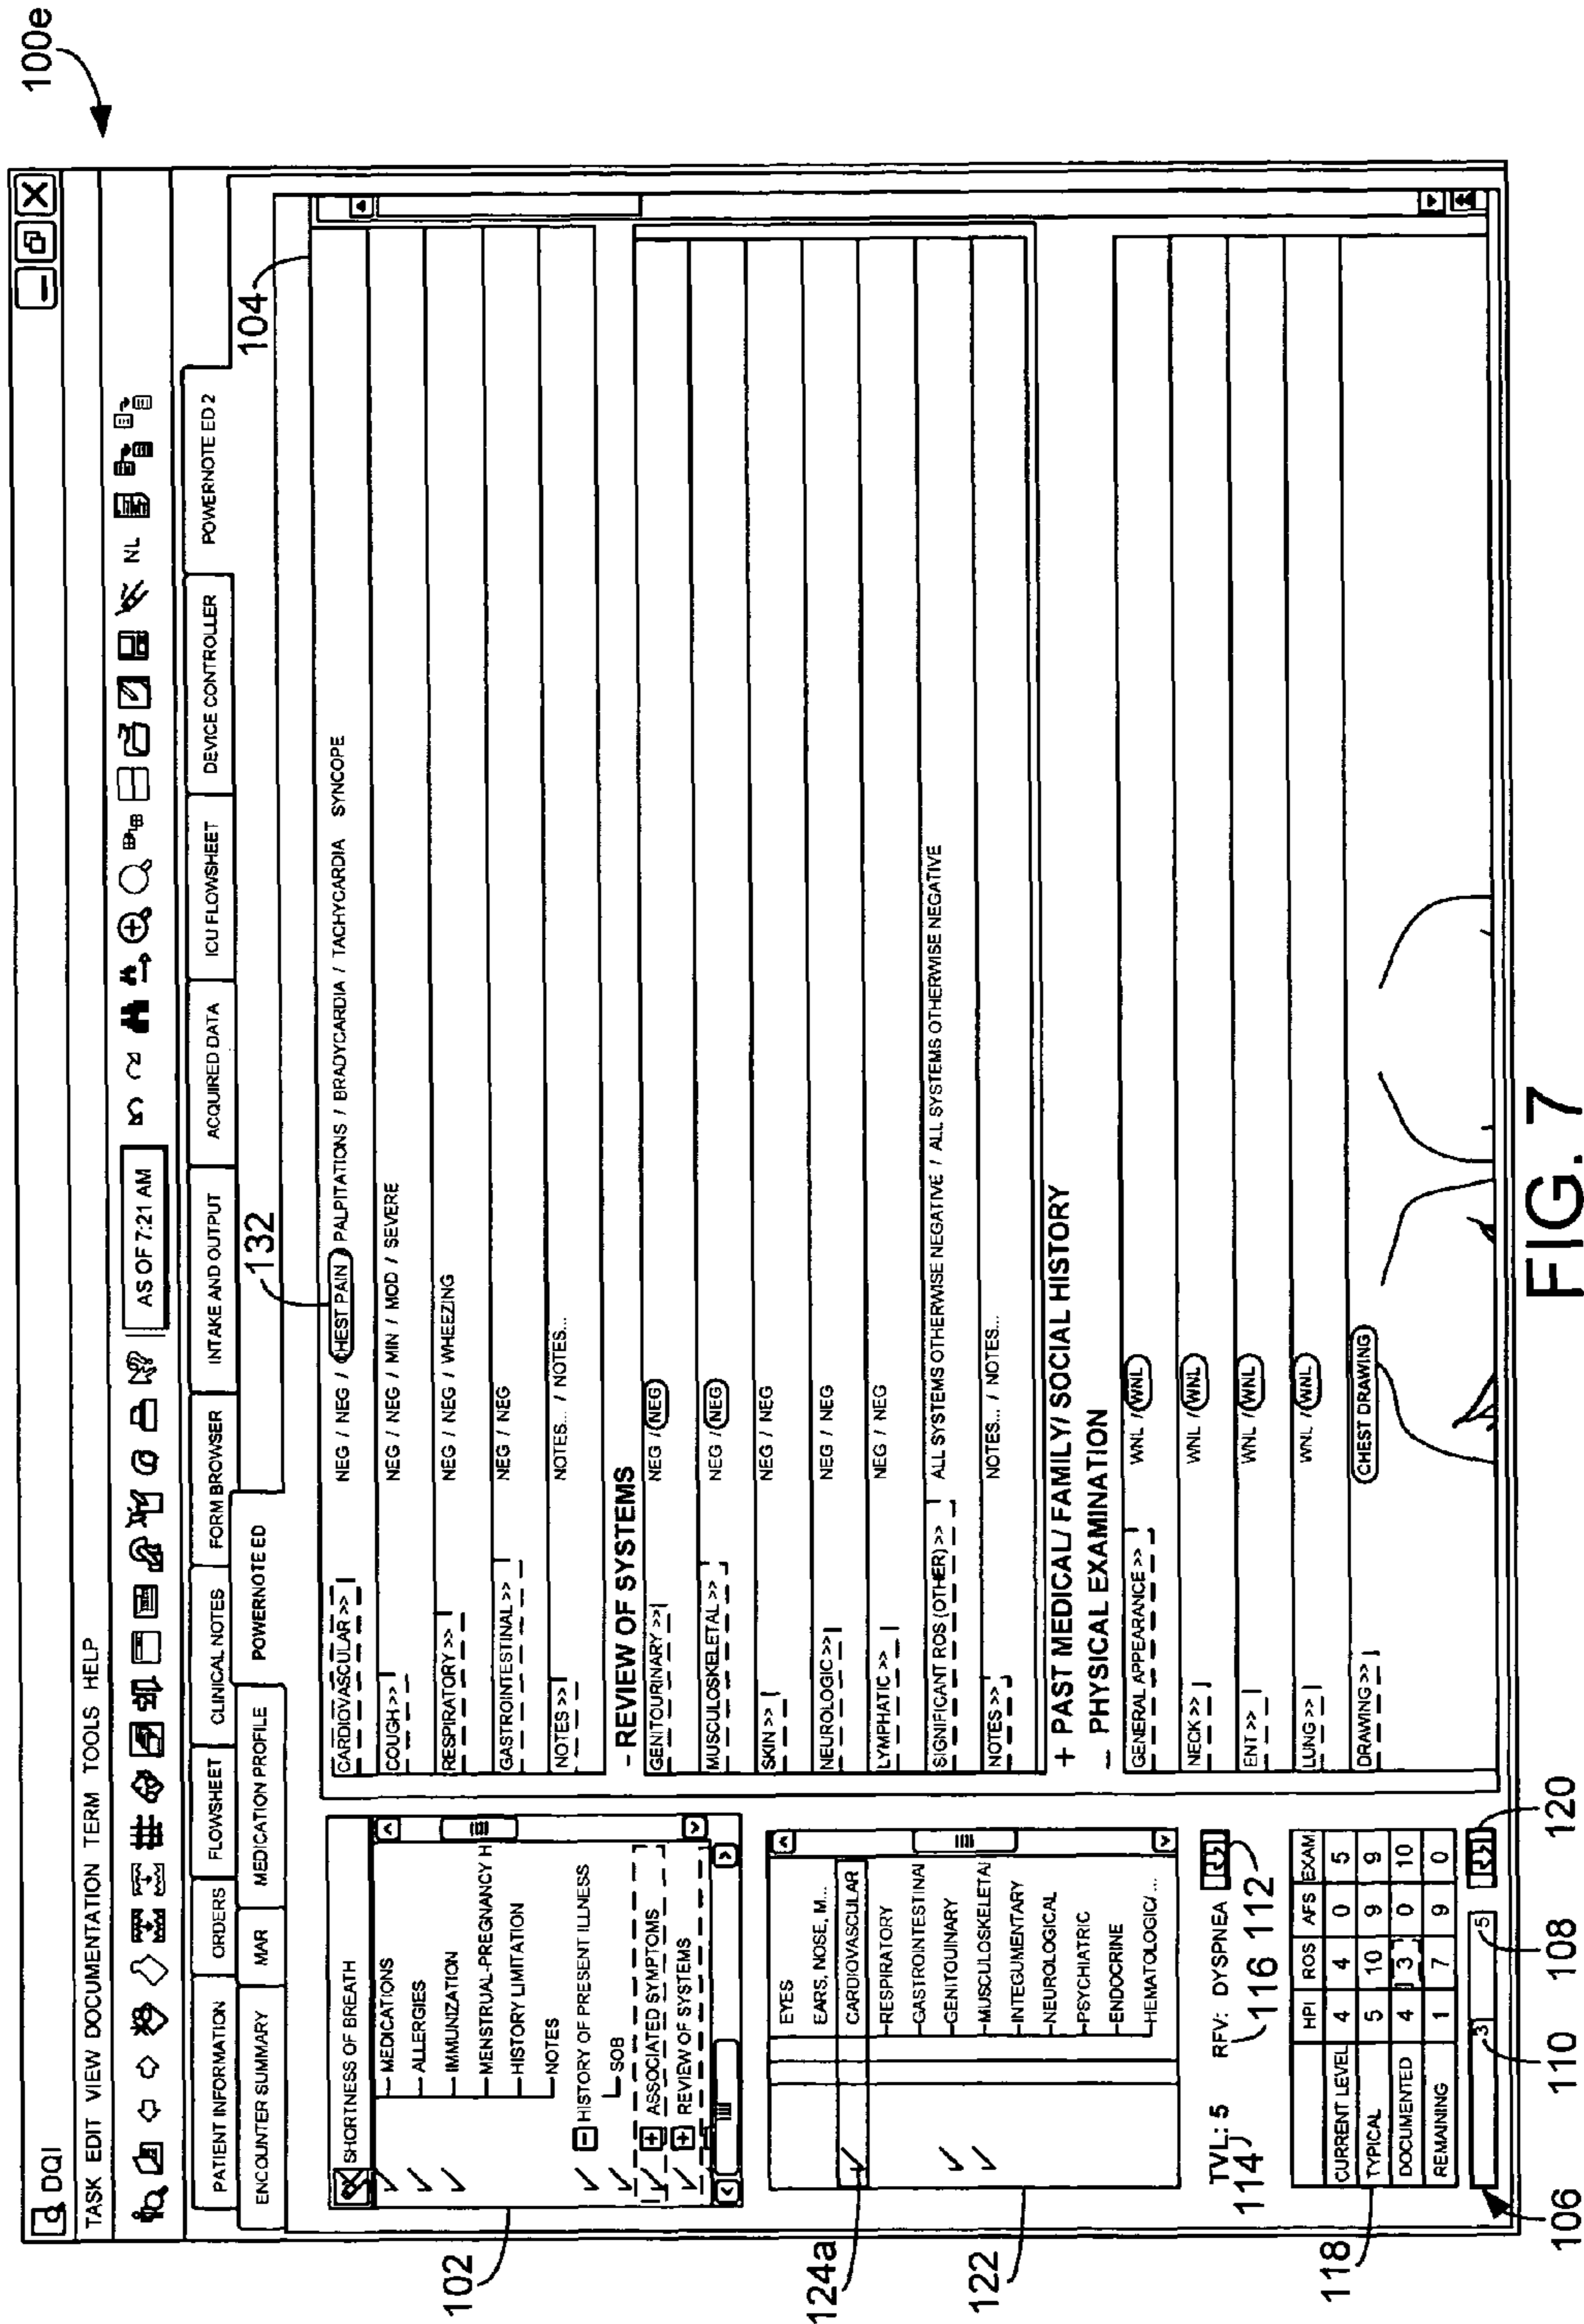 100e
DQI
TASK EDIT VIEW DOCUMENTATION TERM TOOLS HELP
AS OF 7:21 AM
NL
PATIENT INFORMATION ORDERS FLOWSHEET CLINICAL NOTES FORM BROWSER INTAKE AND OUTPUT ACQUIRED DATA ICU FLOWSHEET DEVICE CONTROLLER POWERNOTE ED 2
ENCOUNTER SUMMARY MAR MEDICATION PROFILE POWERNOTE ED
132
104
102
SHORTNESS OF BREATH
MEDICATIONS
ALLERGIES
IMMUNIZATION
MENSTRUAL-PREGNANCY H
HISTORY LIMITATION
NOTES
HISTORY OF PRESENT ILLNESS
SOB
ASSOCIATED SYMPTOMS
REVIEW OF SYSTEMS
124a
122
EYES
EARS, NOSE, M...
CARDIOVASCULAR
RESPIRATORY
GASTROINTESTINAL
GENITOUINARY
MUSCULOSKELETAL
INTEGUMENTARY
NEUROLOGICAL
PSYCHIATRIC
ENDOCRINE
HEMATOLOGIC/ ...
TVL: 5 RFV: DYSPNEA
114 116 112
118
HPI ROS AFS EXAM
CURRENT LEVEL 4 4 0 5
TYPICAL 5 10 9 9
DOCUMENTED 4 3 0 10
REMAINING 1 7 9 0
3 5
106 110 108 120
CARDIOVASCULAR >> NEG / NEG / CHEST PAIN / PALPITATIONS / BRADYCARDIA / TACHYCARDIA SYNCOPE
COUGH >> NEG / NEG / MIN / MOD / SEVERE
RESPIRATORY >> NEG / NEG / WHEEZING
GASTROINTESTINAL >> NEG / NEG
NOTES >> NOTES... / NOTES...
- REVIEW OF SYSTEMS
GENITOURINARY >> NEG / NEG
MUSCULOSKELETAL >> NEG / NEG
SKIN >> NEG / NEG
NEUROLOGIC >> NEG / NEG
LYMPHATIC >> NEG / NEG
SIGNIFICANT ROS (OTHER) >> ALL SYSTEMS OTHERWISE NEGATIVE / ALL SYSTEMS OTHERWISE NEGATIVE
NOTES >> NOTES... / NOTES...
+ PAST MEDICAL/ FAMILY/ SOCIAL HISTORY
_ PHYSICAL EXAMINATION
GENERAL APPEARANCE >> WNL / WNL
NECK >> WNL / WNL
ENT >> WNL / WNL
LUNG >> WNL / WNL
DRAWING >> CHEST DRAWING
FIG. 7